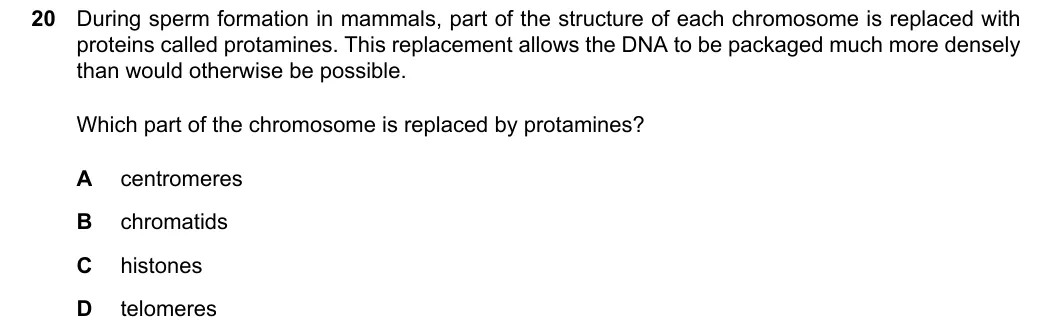 20 During sperm formation in mammals, part of the structure of each chromosome is replaced with
proteins called protamines. This replacement allows the DNA to be packaged much more densely
than would otherwise be possible.
Which part of the chromosome is replaced by protamines?
A centromeres
B chromatids
C histones
D telomeres